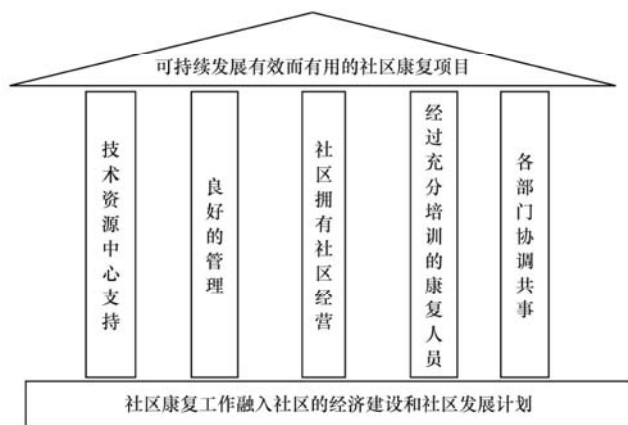 可持续发展有效而有用的社区康复项目
技术资源中心支持
良好的管理
社区拥有社区经营
经过充分培训的康复人员
各部门协调共事
社区康复工作融入社区的经济建设和社区发展计划